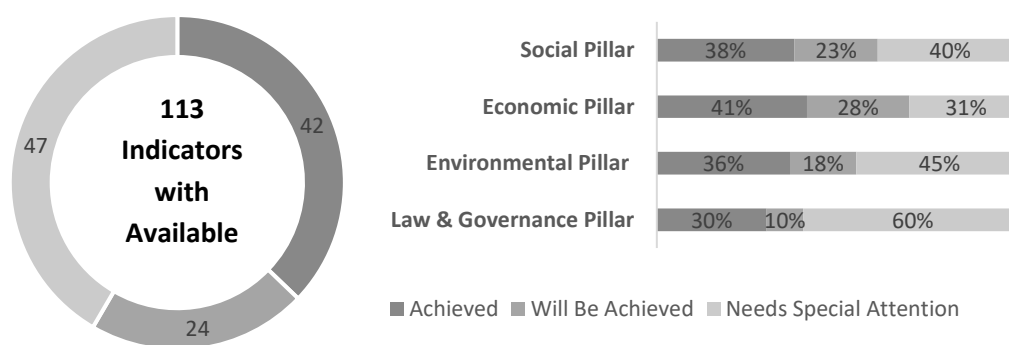 113
Indicators
with
Available
42
24
47
Social Pillar 38% 23% 40%
Economic Pillar 41% 28% 31%
Environmental Pillar 36% 18% 45%
Law & Governance Pillar 30% 10% 60%
Achieved Will Be Achieved Needs Special Attention